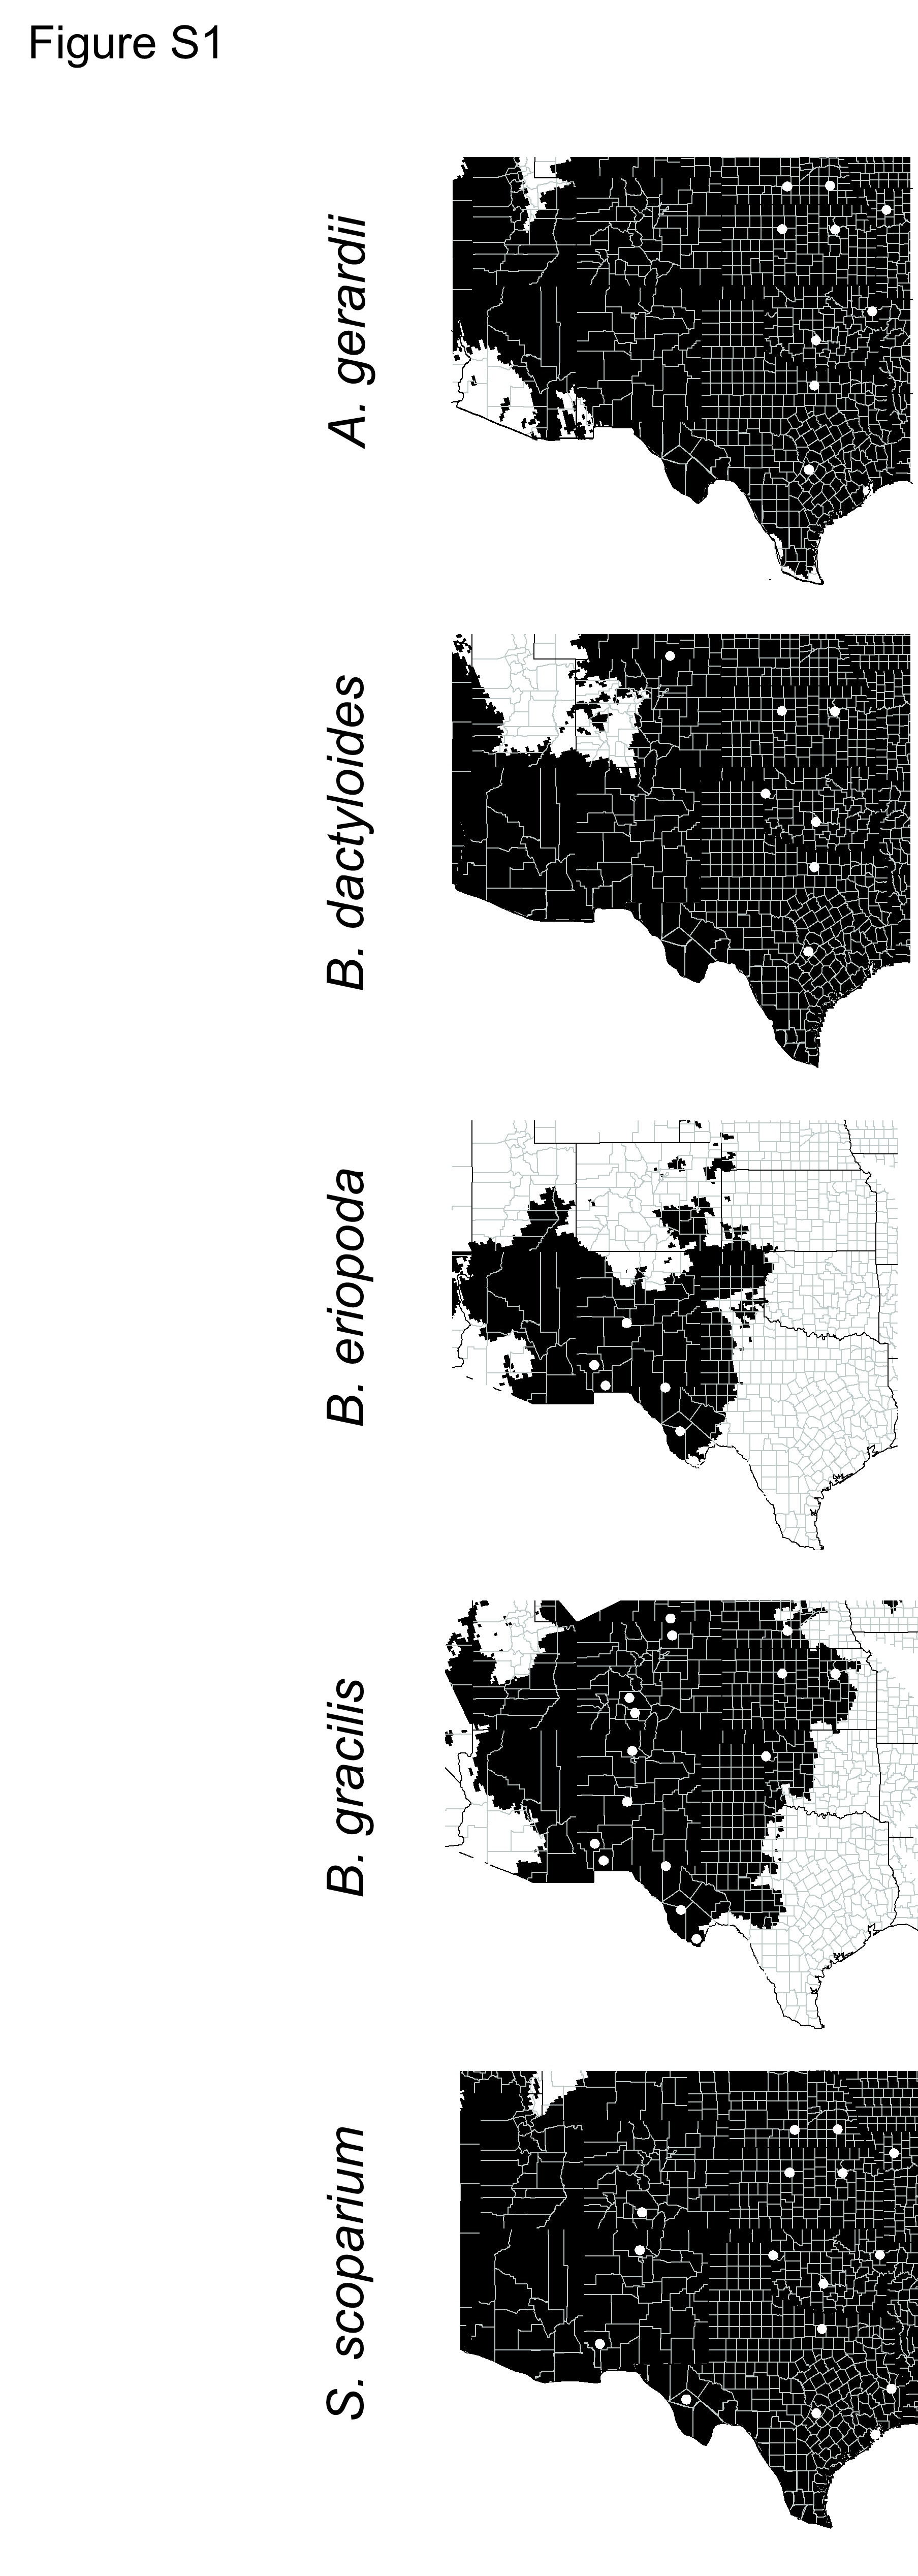 Figure S1
A. gerardii
B. dactyloides
B. eriopoda
B. gracilis
S. scoparium